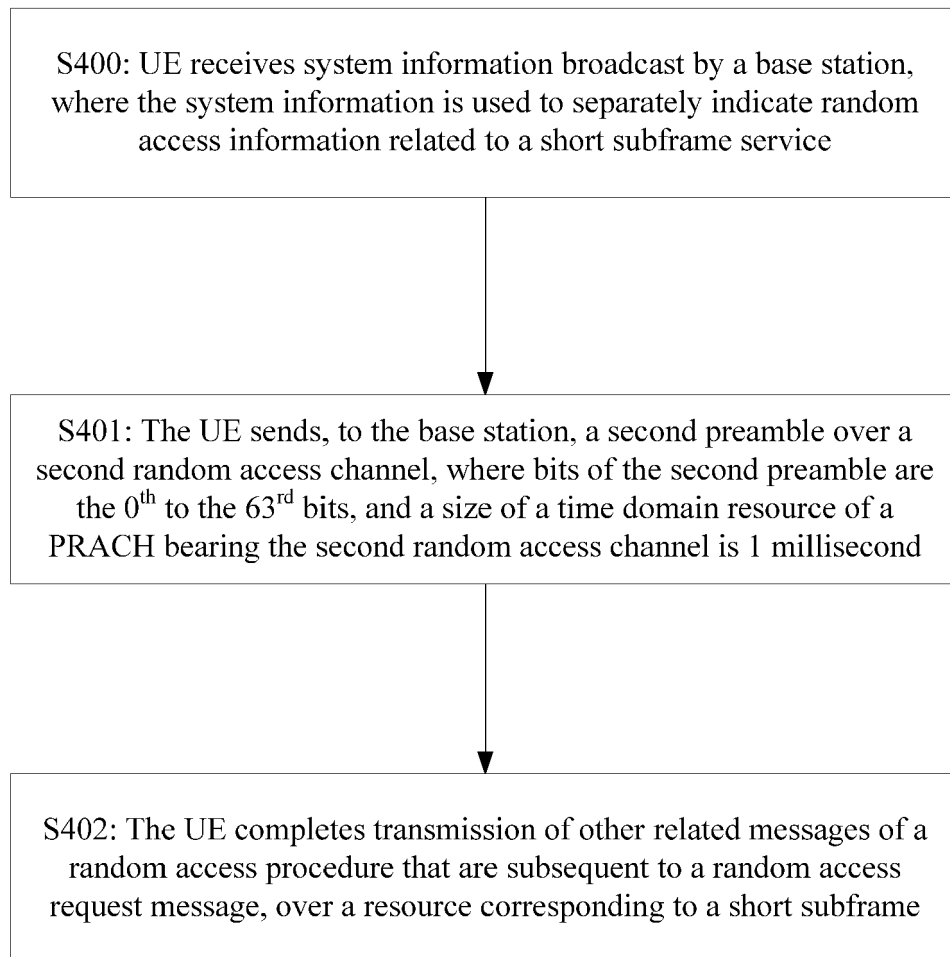 S400: UE receives system information broadcast by a base station,
where the system information is used to separately indicate random
access information related to a short subframe service
S401: The UE sends, to the base station, a second preamble over a
second random access channel, where bits of the second preamble are
the 0th to the 63rd bits, and a size of a time domain resource of a
PRACH bearing the second random access channel is 1 millisecond
S402: The UE completes transmission of other related messages of a
random access procedure that are subsequent to a random access
request message, over a resource corresponding to a short subframe